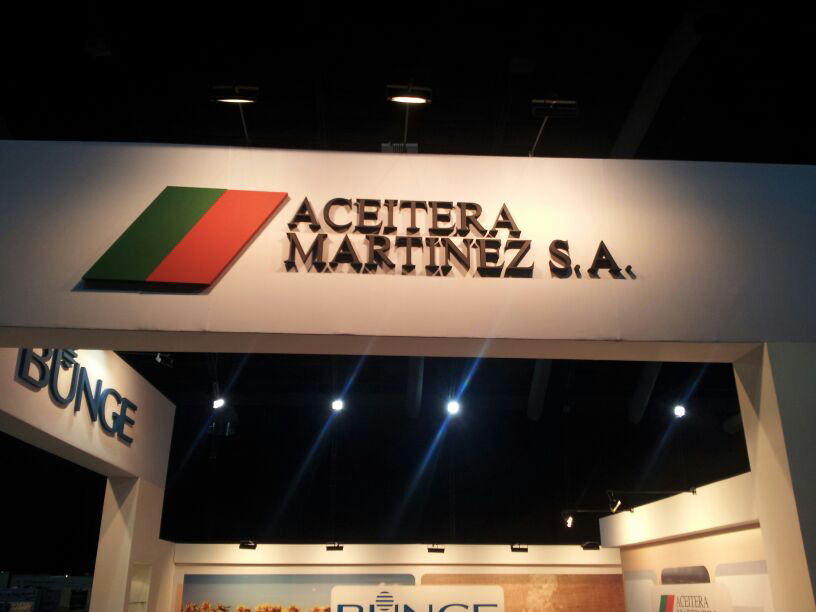 ACEITERA
MARTINEZ S.A.
BUNGE
BUNGE
ACEITERA